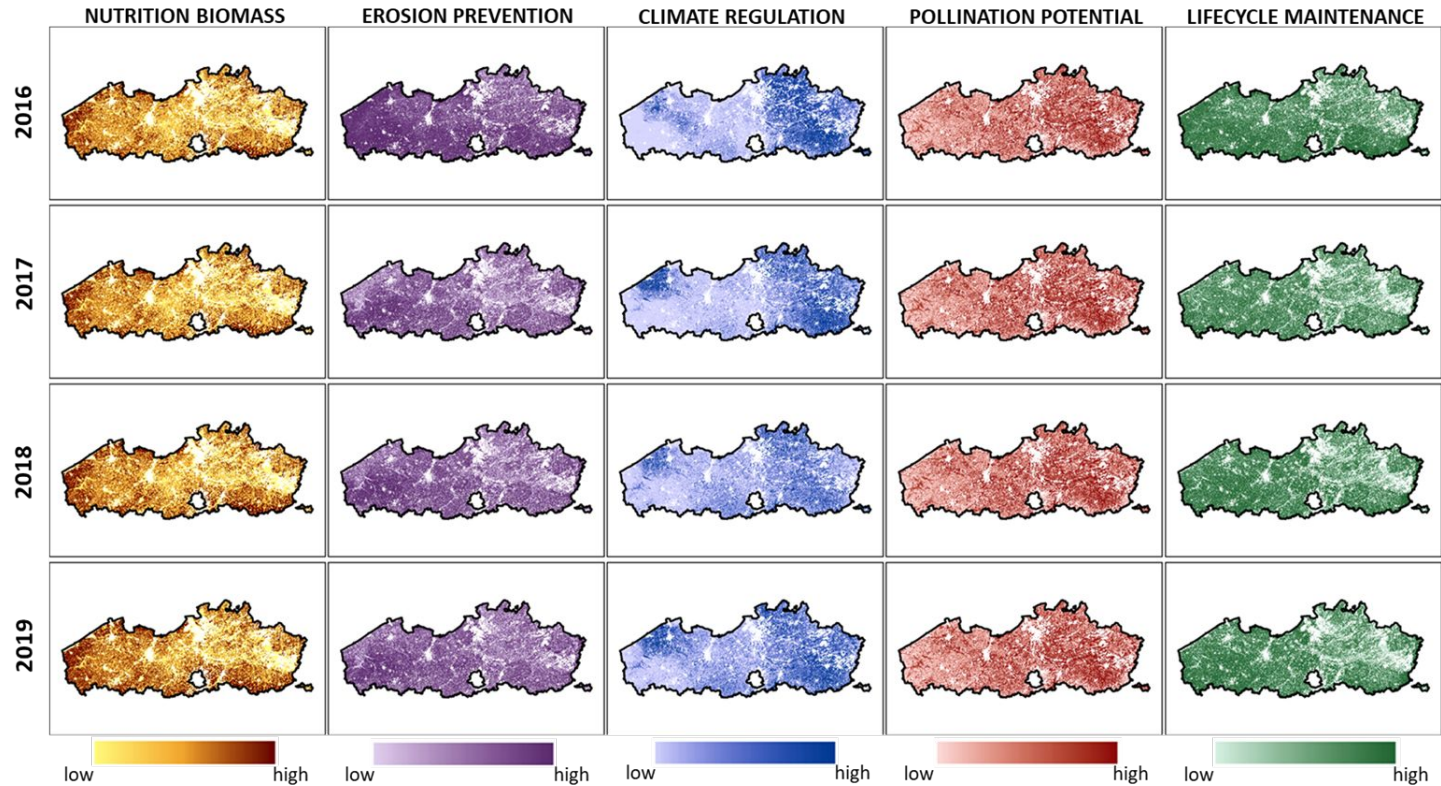 NUTRITION BIOMASS EROSION PREVENTION CLIMATE REGULATION POLLINATION POTENTIAL LIFECYCLE MAINTENANCE
2016
2017
2018
2019
low high low high low high low high low high